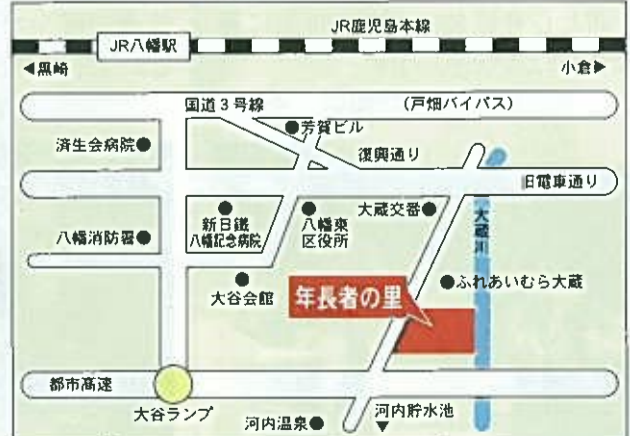 JR鹿児島本線
JR八幡駅
◀黒崎
小倉▶
国道3号線
(戸畑バイパス)
芳賀ビル
済生会病院
復興通り
旧電車通り
新日鐵
八幡記念病院
八幡東
区役所
大蔵交番
大蔵川
八幡消防署
大谷会館
年長者の里
ふれあいむら大蔵
都市高速
大谷ランプ
河内温泉
河内貯水池
▼